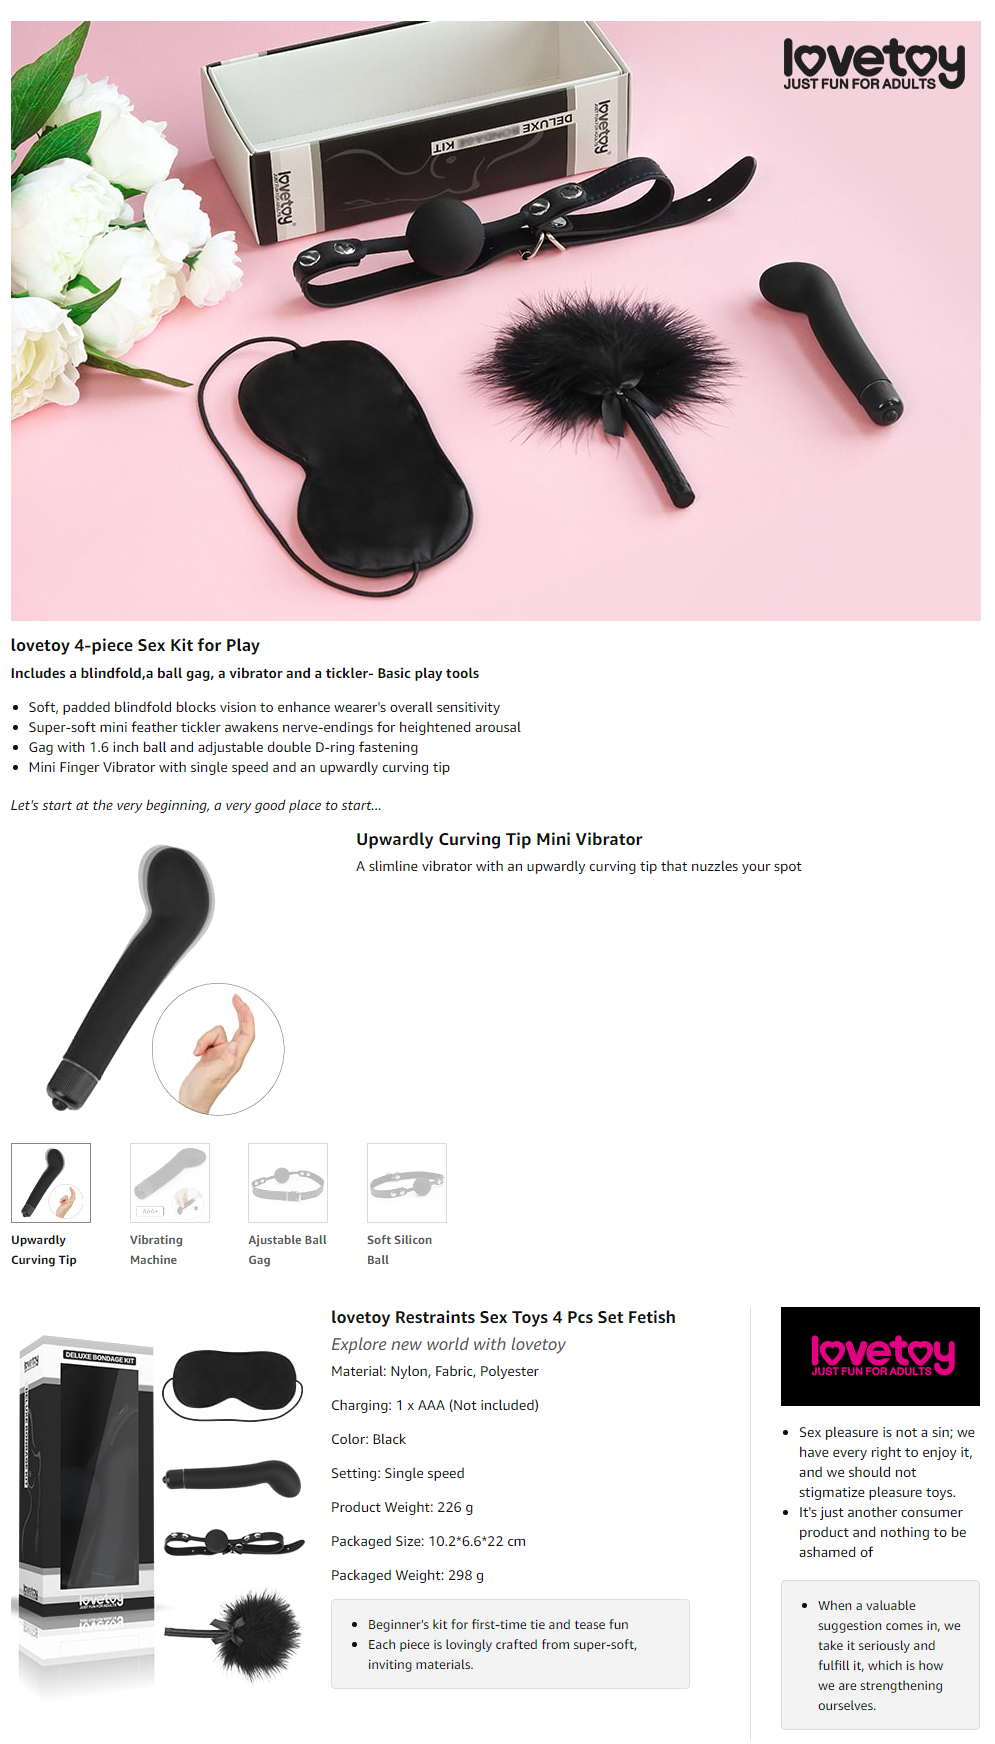 lovetoy
JUST FUN FOR ADULTS
lovetoy
DELUXE BONDAGE KIT
lovetoy
lovetoy 4-piece Sex Kit for Play
Includes a blindfold,a ball gag, a vibrator and a tickler- Basic play tools
Soft, padded blindfold blocks vision to enhance wearer's overall sensitivity
Super-soft mini feather tickler awakens nerve-endings for heightened arousal
Gag with 1.6 inch ball and adjustable double D-ring fastening
Mini Finger Vibrator with single speed and an upwardly curving tip
Let's start at the very beginning, a very good place to start...
Upwardly Curving Tip Mini Vibrator
A slimline vibrator with an upwardly curving tip that nuzzles your spot
AAA+
Upwardly
Curving Tip
Vibrating
Machine
Ajustable Ball
Gag
Soft Silicon
Ball
lovetoy
DELUXE BONDAGE KIT
lovetoy
lovetoy
lovetoy Restraints Sex Toys 4 Pcs Set Fetish
Explore new world with lovetoy
Material: Nylon, Fabric, Polyester
Charging: 1 x AAA (Not included)
Color: Black
Setting: Single speed
Product Weight: 226 g
Packaged Size: 10.2*6.6*22 cm
Packaged Weight: 298 g
Beginner's kit for first-time tie and tease fun
Each piece is lovingly crafted from super-soft,
inviting materials.
lovetoy
JUST FUN FOR ADULTS
Sex pleasure is not a sin; we
have every right to enjoy it,
and we should not
stigmatize pleasure toys.
It's just another consumer
product and nothing to be
ashamed of
When a valuable
suggestion comes in, we
take it seriously and
fulfill it, which is how
we are strengthening
ourselves.